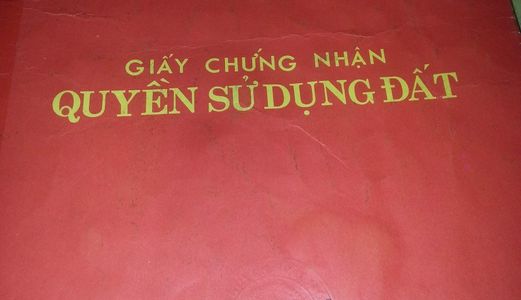 GIẤY CHỨNG NHẬN
QUYỀN SỬ DỤNG ĐẤT